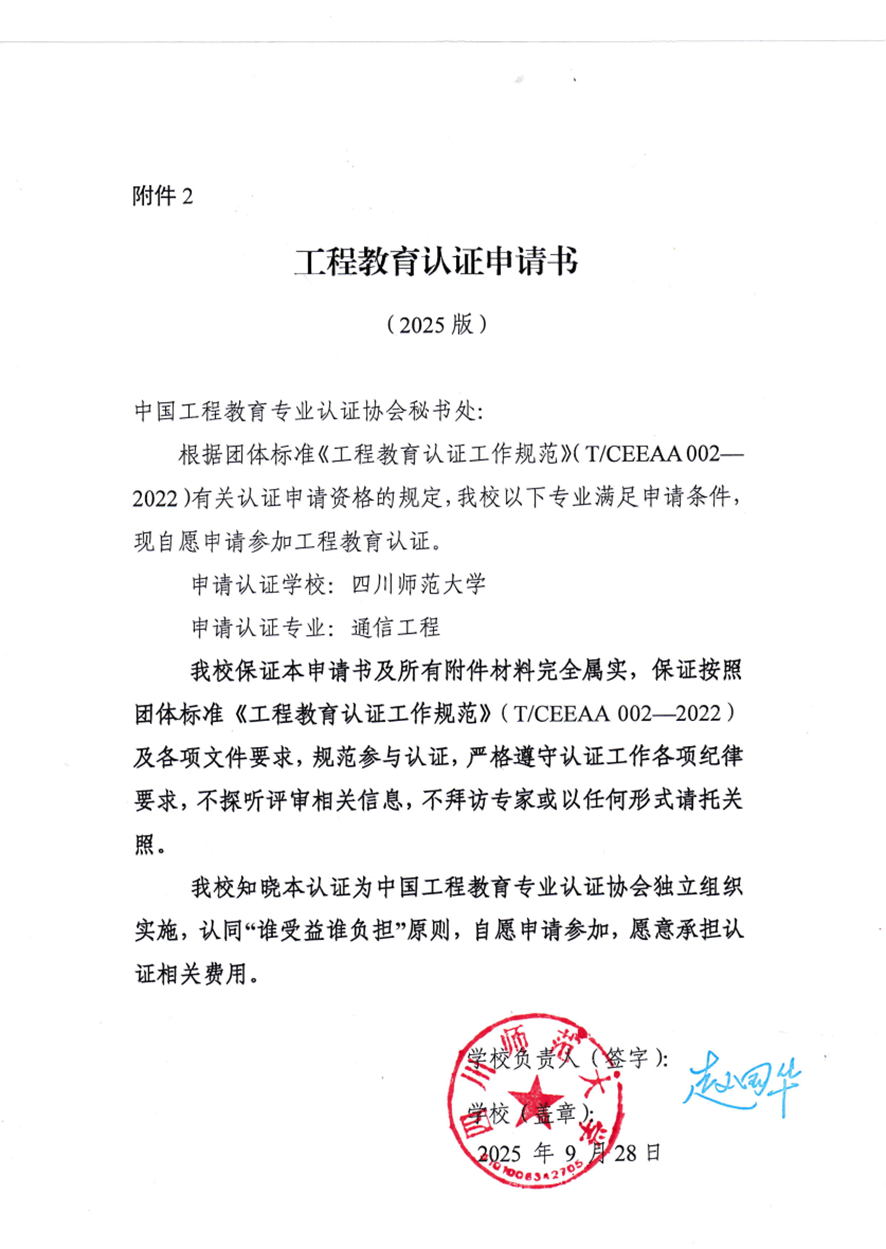 附件 2
工程教育认证申请书
（2025 版）
中国工程教育专业认证协会秘书处：
根据团体标准《工程教育认证工作规范》（T/CEEAA 002—
2022）有关认证申请资格的规定，我校以下专业满足申请条件，
现自愿申请参加工程教育认证。
申请认证学校：四川师范大学
申请认证专业：通信工程
我校保证本申请书及所有附件材料完全属实，保证按照
团体标准《工程教育认证工作规范》（T/CEEAA 002—2022）
及各项文件要求，规范参与认证，严格遵守认证工作各项纪律
要求，不探听评审相关信息，不拜访专家或以任何形式请托关
照。
我校知晓本认证为中国工程教育专业认证协会独立组织
实施，认同“谁受益谁负担”原则，自愿申请参加，愿意承担认
证相关费用。
四川师范大学
学校负责人（签字）：
学校（盖章）：
2025 年 9 月 28 日